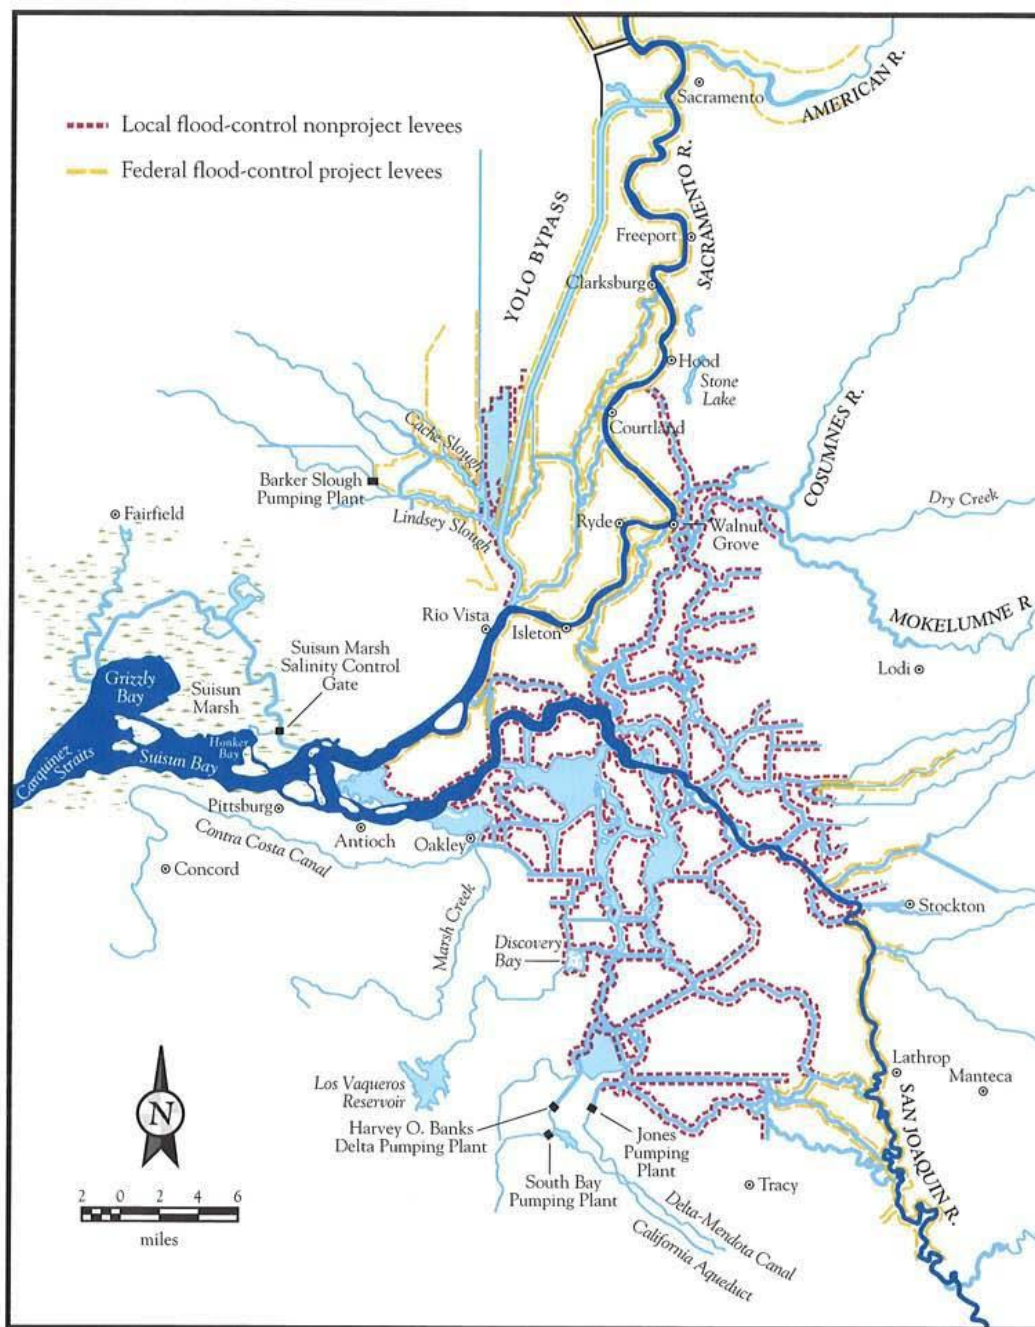 AMERICAN R.
Sacramento
Local flood-control nonproject levees
Federal flood-control project levees
YOLO BYPASS
SACRAMENTO R.
Freeport
Clarksburg
Hood
Stone
Lake
Courtland
COSUMNES R.
Cache Slough
Barker Slough
Pumping Plant
Lindsey Slough
Dry Creek
Fairfield
Ryde
Walnut
Grove
MOKELUMNE R
Rio Vista
Isleton
Suisun Marsh
Salinity Control
Gate
Lodi
Grizzly
Bay
Suisun
Marsh
Honker
Bay
Suisun Bay
Carquinez
Straits
Pittsburg
Antioch
Oakley
Contra Costa Canal
Concord
Stockton
Marsh Creek
Discovery
Bay
Los Vaqueros
Reservoir
Lathrop
Manteca
Harvey O. Banks
Delta Pumping Plant
Jones
Pumping
Plant
South Bay
Pumping Plant
Tracy
SAN JOAQUIN R.
Delta-Mendota Canal
California Aqueduct
N
2 0 2 4 6
miles